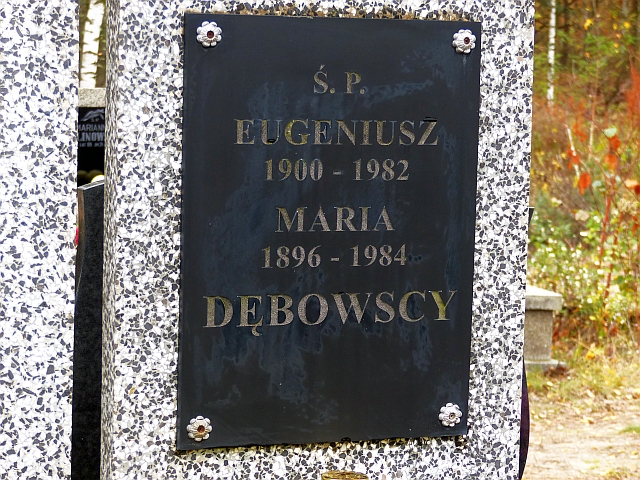 Ś. P.
EUGENIUSZ
1900 - 1982
MARIA
1896 - 1984
DĘBOWSCY